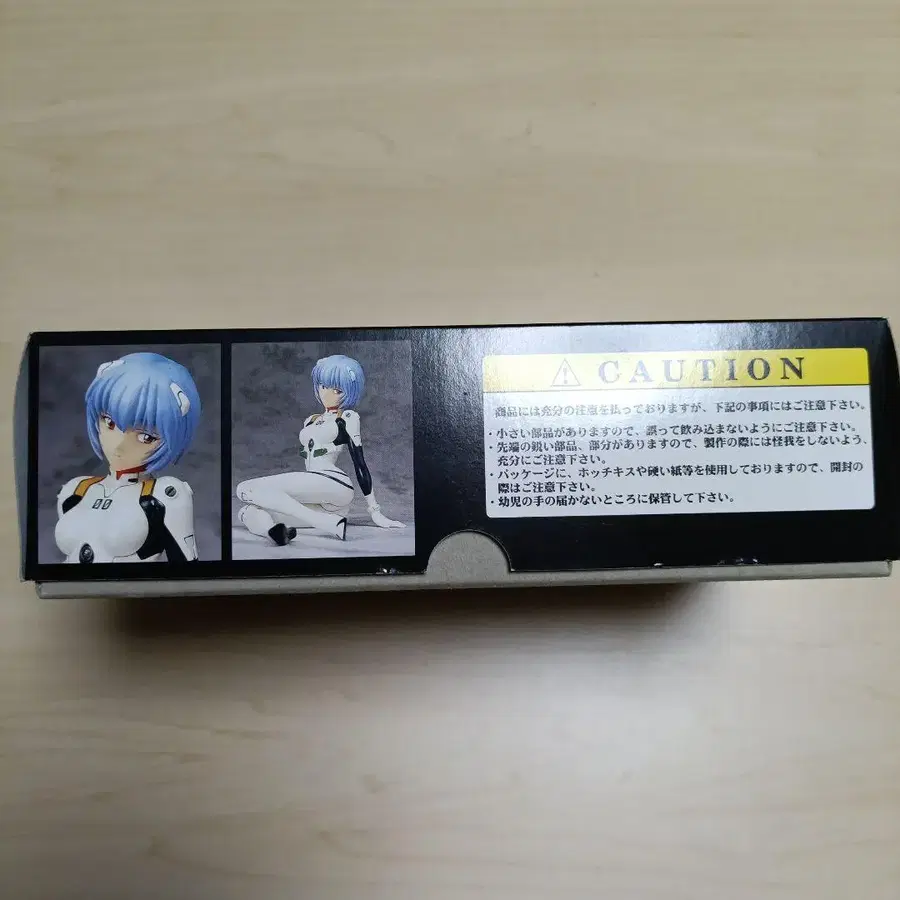 00
CAUTION
商品には充分の注意を払っておりますが、下記の事項にはご注意下さい。
・小さい部品がありますので、誤って飲み込まないようにご注意下さい。
・先端の鋭い部品、部分がありますので、製作の際には怪我をしないよう、
充分にご注意下さい。
・パッケージに、ホッチキスや硬い紙等を使用しておりますので、開封の
際はご注意下さい。
・幼児の手の届かないところに保管して下さい。